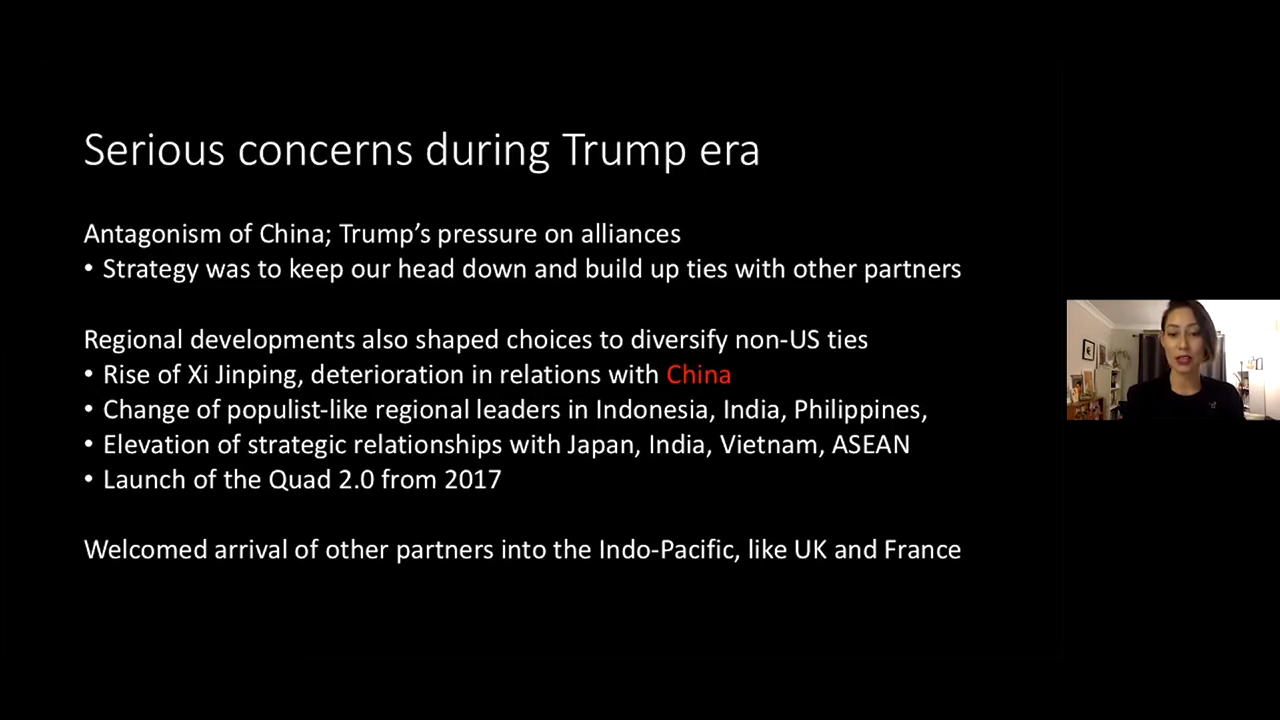 Serious concerns during Trump era
Antagonism of China; Trump's pressure on alliances
• Strategy was to keep our head down and build up ties with other partners
Regional developments also shaped choices to diversify non-US ties
• Rise of Xi Jinping, deterioration in relations with China
• Change of populist-like regional leaders in Indonesia, India, Philippines,
• Elevation of strategic relationships with Japan, India, Vietnam, ASEAN
• Launch of the Quad 2.0 from 2017
Welcomed arrival of other partners into the Indo-Pacific, like UK and France